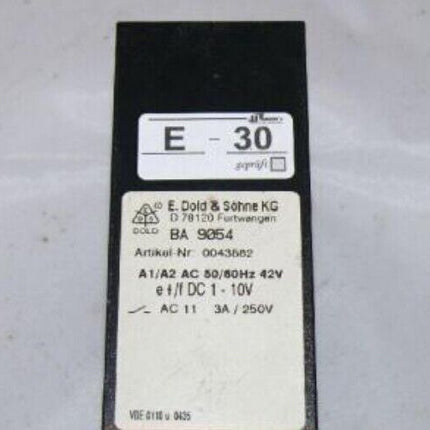 E - 30
geprüft
E. Dold & Söhne KG
D 78120 Furtwangen
DOLD
BA 9054
Artikel-Nr: 0043662
A1/A2 AC 50/60Hz 42V
e+/f DC 1 - 10V
AC 11 3A / 250V
VDE 0110 u. 0435